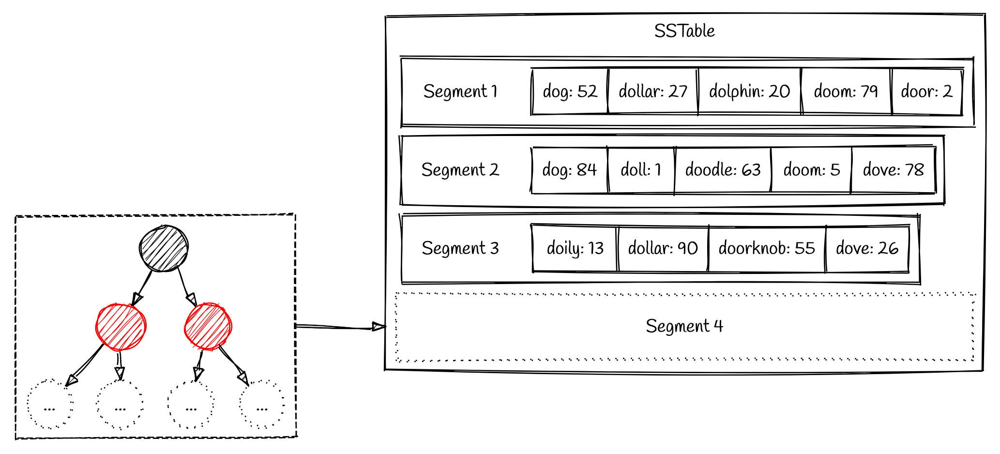 SSTable
Segment 1 dog: 52 dollar: 27 dolphin: 20 doom: 79 door: 2
Segment 2 dog: 84 doll: 1 doodle: 63 doom: 5 dove: 78
Segment 3 doily: 13 dollar: 90 doorknob: 55 dove: 26
Segment 4
... ... ... ...